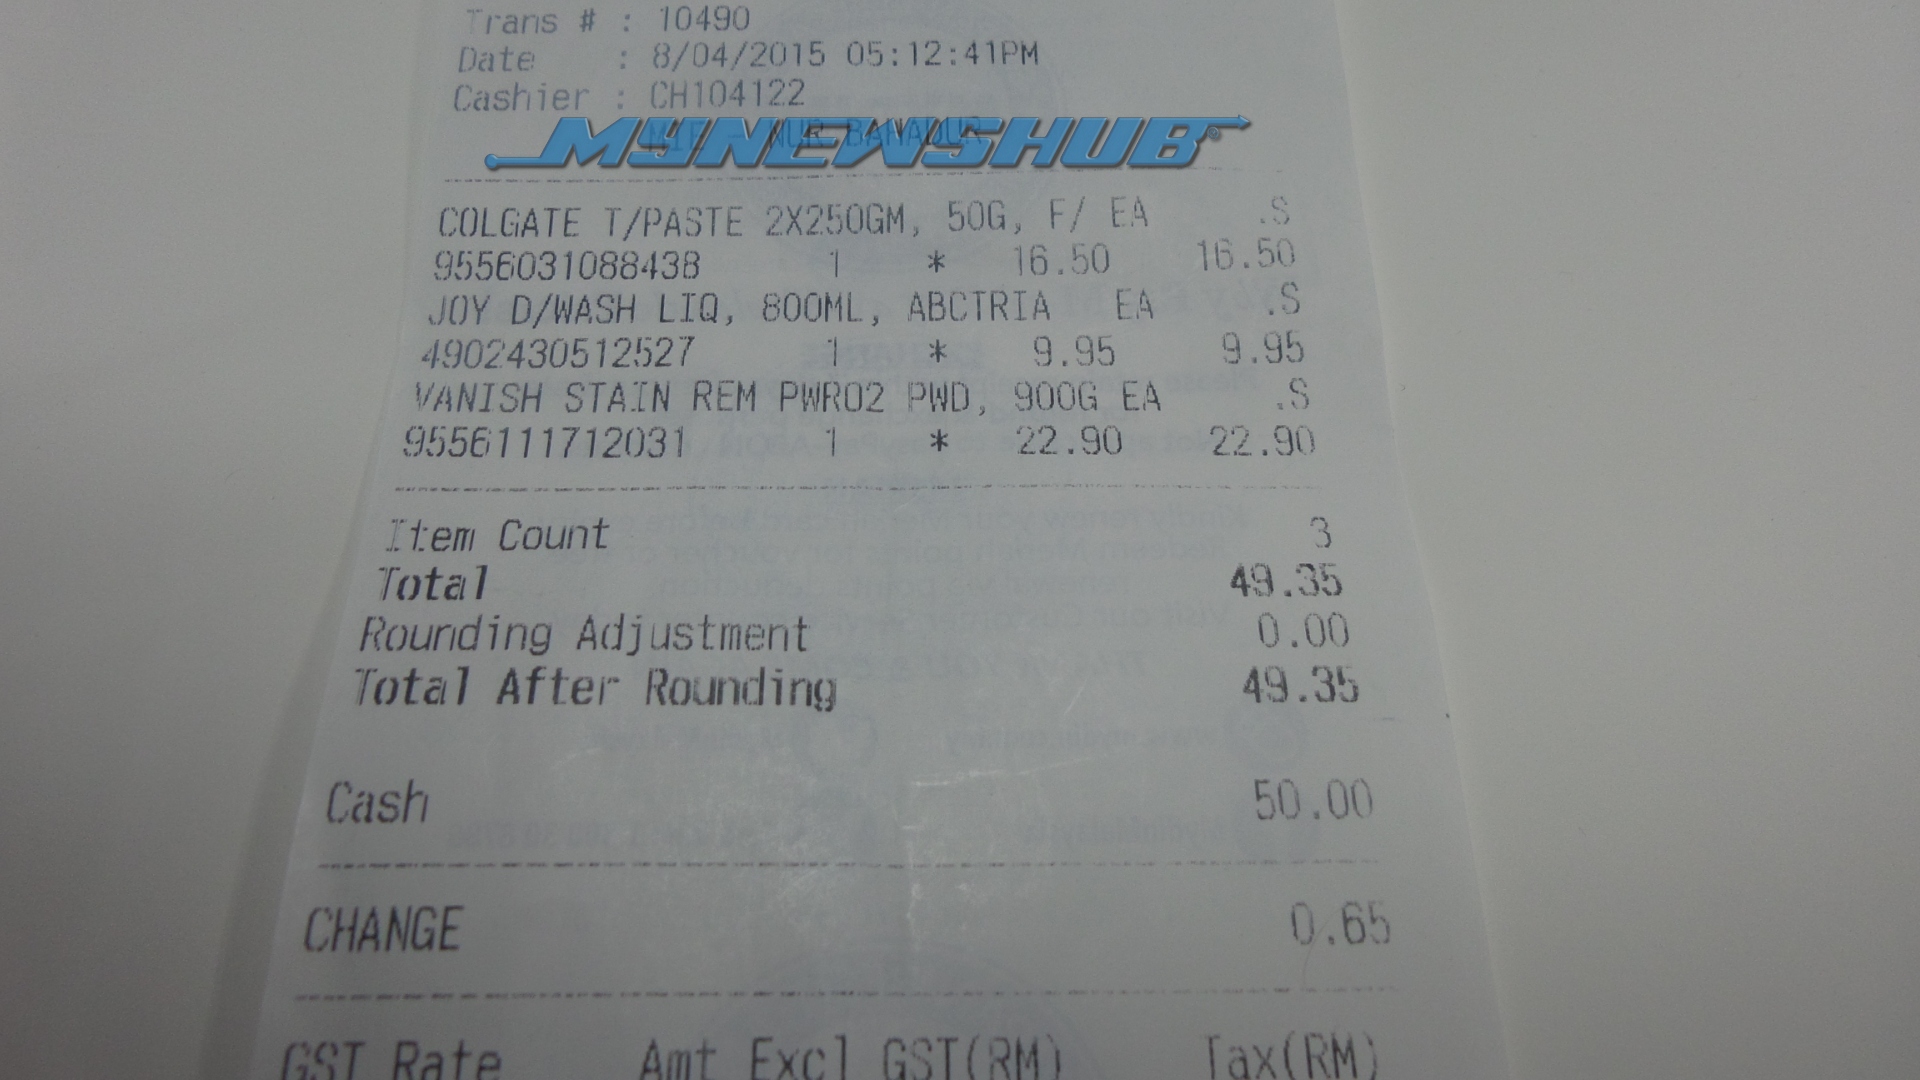 Trans # : 10490
Date : 8/04/2015 05:12:41PM
Cashier : CH104122
NUR BAHADUR
MYNEWSHUB
COLGATE T/PASTE 2X250GM, 50G, F/ EA .S
9556031088438 1 * 16.50 16.50
JOY D/WASH LIQ, 800ML, ABCTRIA EA .S
4902430512527 1 * 9.95 9.95
VANISH STAIN REM PWRO2 PWD, 900G EA .S
9556111712031 1 * 22.90 22.90
Item Count 3
Total 49.35
Rounding Adjustment 0.00
Total After Rounding 49.35
Cash 50.00
CHANGE 0.65
GST Rate Amt Excl GST(RM) Tax(RM)